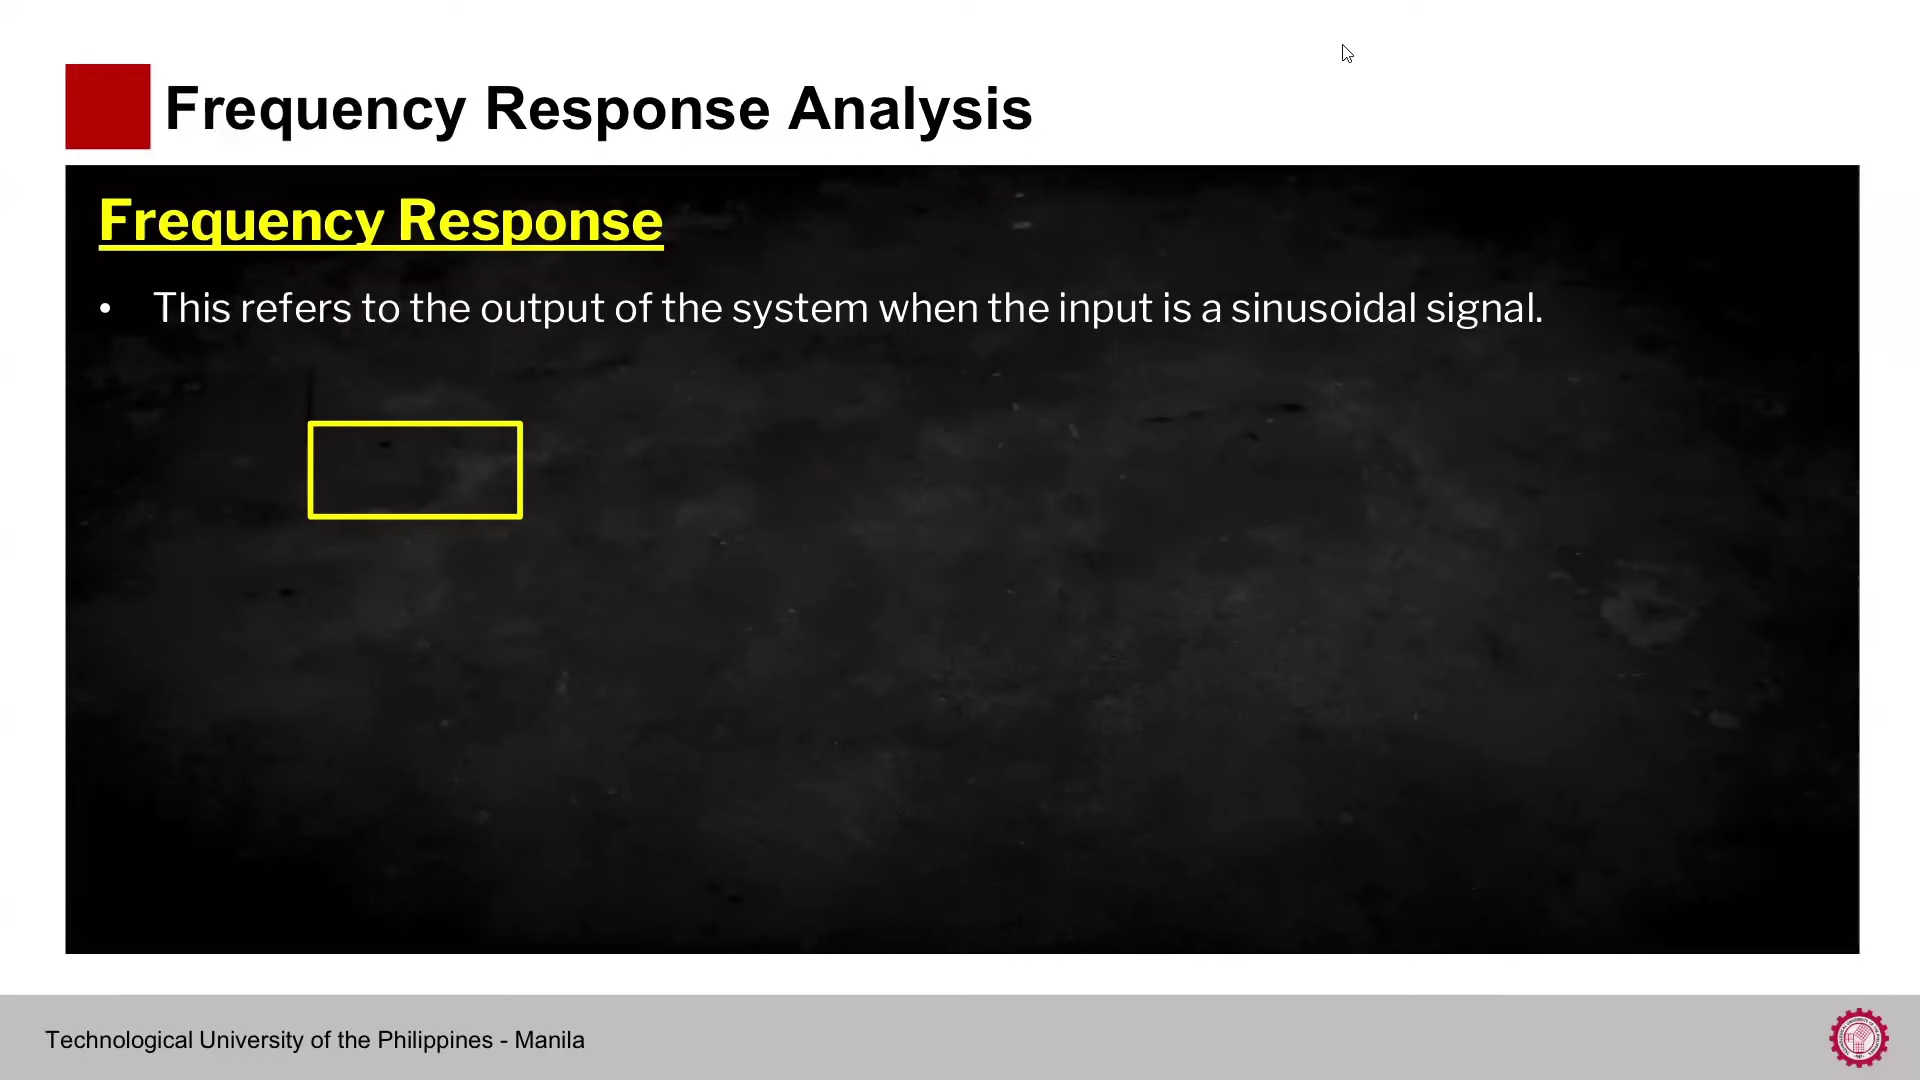 Frequency Response Analysis
Frequency Response
• This refers to the output of the system when the input is a sinusoidal signal.
Technological University of the Philippines - Manila